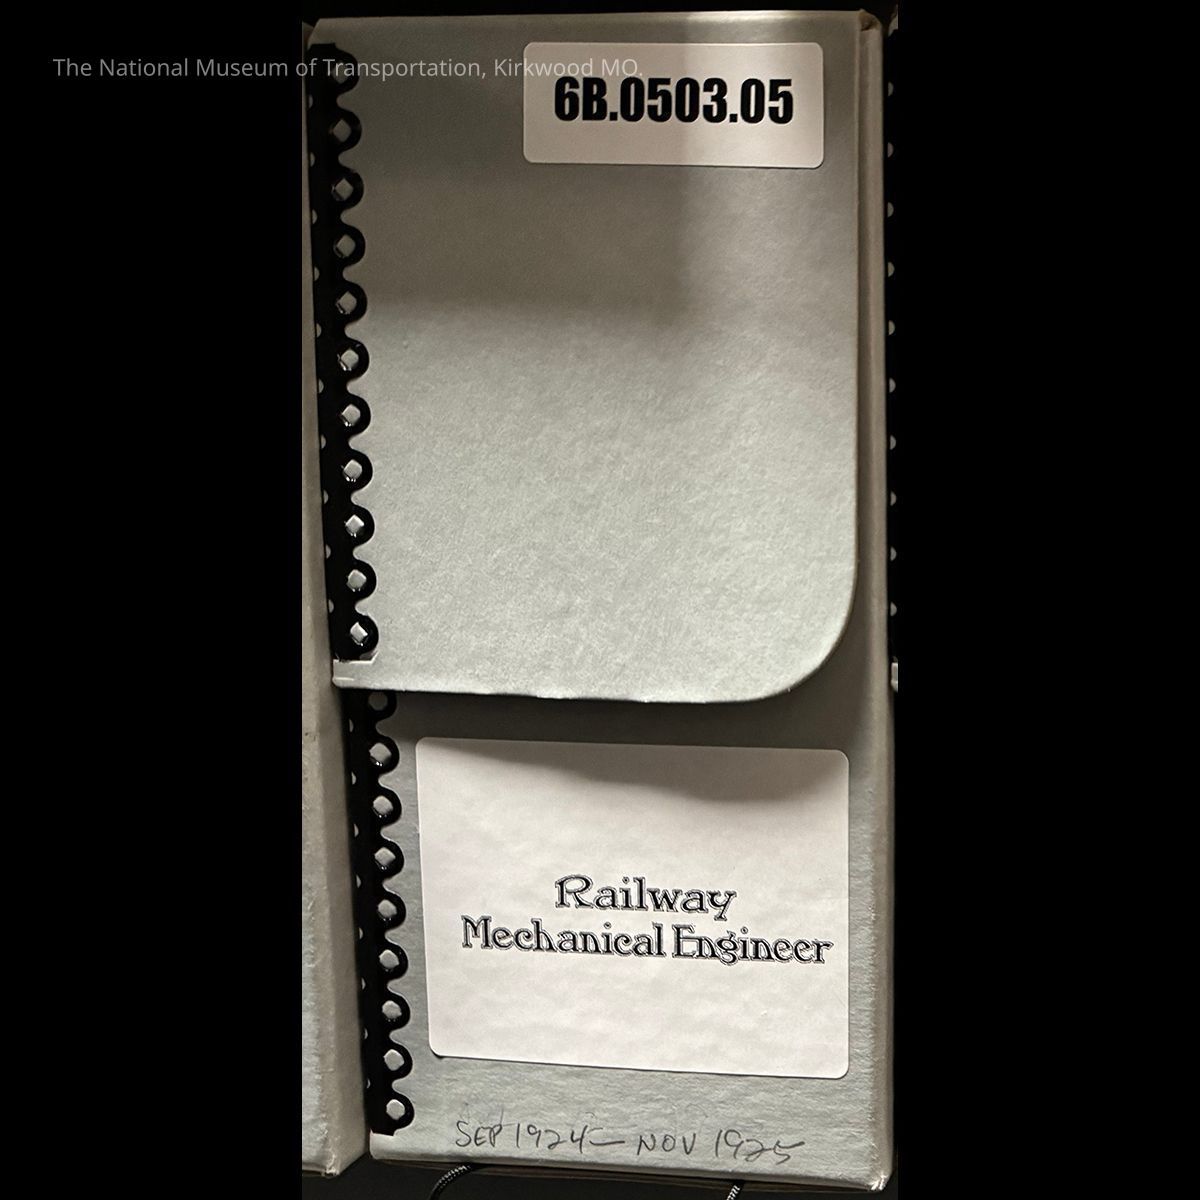 The National Museum of Transportation, Kirkwood MO.
6B.0503.05
Railway
Mechanical Engineer
SEP 1924 — NOV 1925